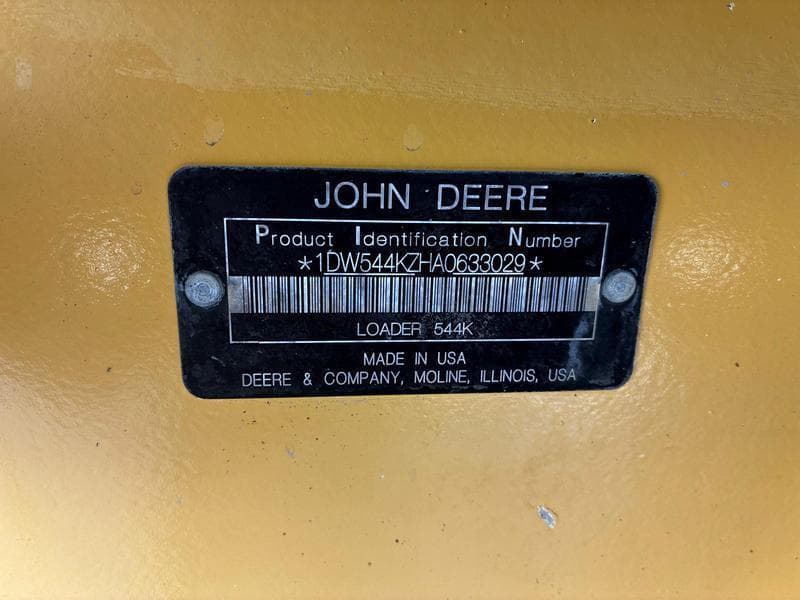 JOHN DEERE
Product Identification Number
*1DW544KZHA0633029*
LOADER 544K
MADE IN USA
DEERE & COMPANY, MOLINE, ILLINOIS, USA